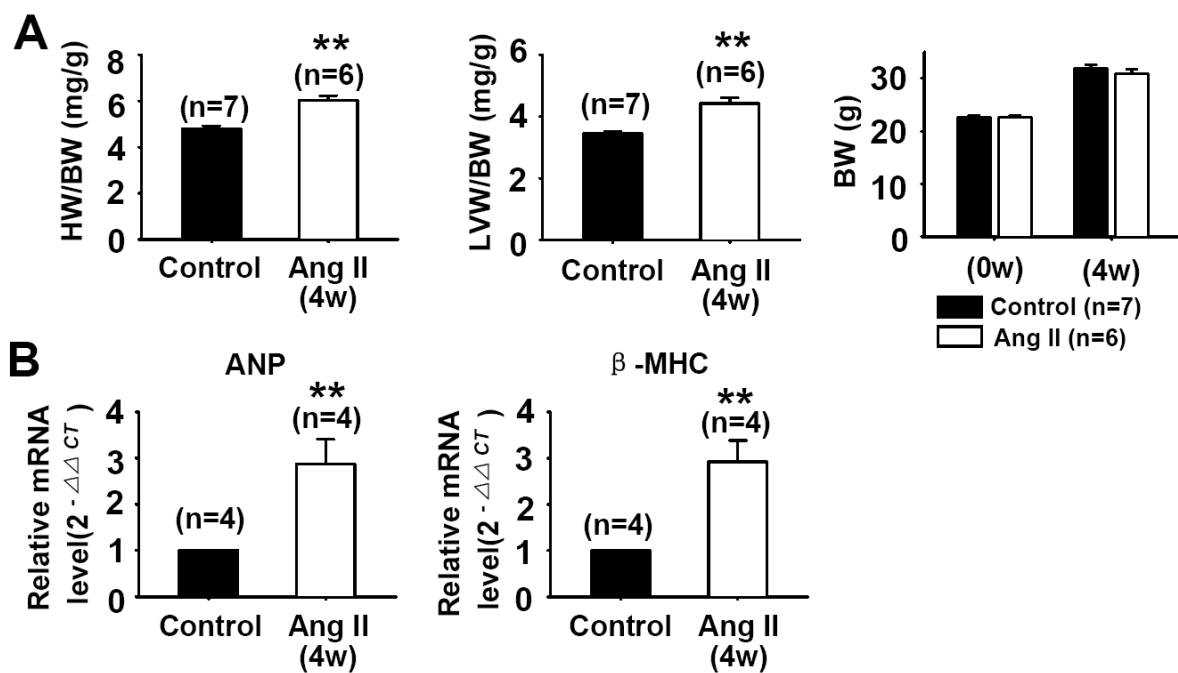 A
HW/BW (mg/g)
8
6
4
2
0
(n=7)
**
(n=6)
Control
Ang II
(4w)
LVW/BW (mg/g)
6
4
2
0
(n=7)
**
(n=6)
Control
Ang II
(4w)
BW (g)
30
20
10
0
(0w)
(4w)
Control (n=7)
Ang II (n=6)
B
ANP
Relative mRNA
level(2 - △△ CT )
4
3
2
1
0
(n=4)
**
(n=4)
Control
Ang II
(4w)
β -MHC
Relative mRNA
level(2 - △△ CT )
4
3
2
1
0
(n=4)
**
(n=4)
Control
Ang II
(4w)